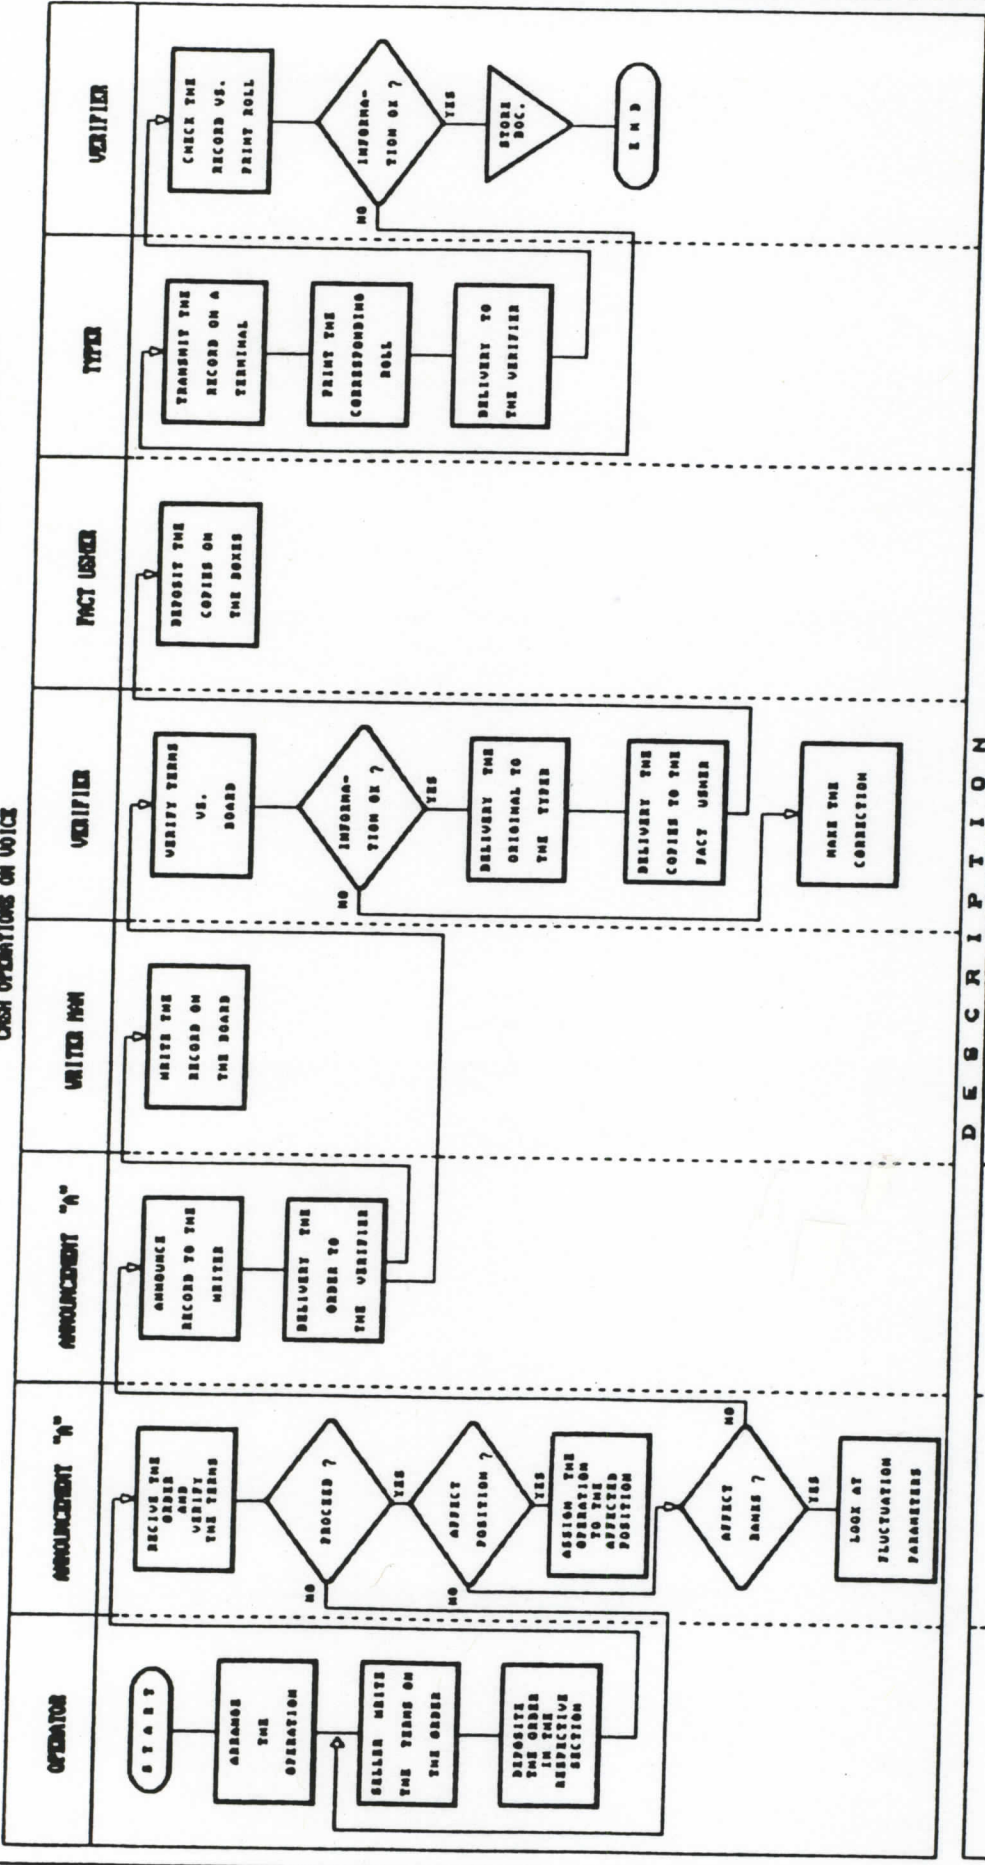 CASH OPERATIONS ON VOICE
OPERATOR
ANNOUNCEMENT "A"
ANNOUNCEMENT "A"
WRITER MAN
VERIFIER
FACT USHER
TYPER
VERIFIER
START
ARRANGE
THE
OPERATION
SELLER WRITE
THE TERMS ON
THE ORDER
DEPOSITE
THE ORDER
IN THE
RESPECTIVE
SECTION
RECIVE THE
ORDER
AND
VERIFY
THE TERMS
PROCED ?
NO
YES
AFFECT
POSITION ?
NO
YES
ASSIGN THE
OPERATION
TO THE
AFFECTED
POSITION
AFFECT
BANKS ?
NO
YES
LOOK AT
FLUCTUATION
PARAMETERS
ANNOUNCE
RECORD TO THE
WRITER
DELIVERY THE
ORDER TO
THE VERIFIER
WRITE THE
RECORD ON
THE BOARD
VERIFY TERMS
VS.
BOARD
INFORMA-
TION OK ?
NO
YES
DELIVERY THE
ORIGINAL TO
THE TYPER
DELIVERY THE
COPIES TO THE
FACT USHER
MAKE THE
CORRECTION
DEPOSIT THE
COPIES ON
THE BOXES
TRANSMIT THE
RECORD ON A
TERMINAL
PRINT THE
CORRESPONDING
ROLL
DELIVERY TO
THE VERIFIER
CHECK THE
RECORD VS.
PRINT ROLL
INFORMA-
TION OK ?
NO
YES
STORE
DOC.
END
DESCRIPTION